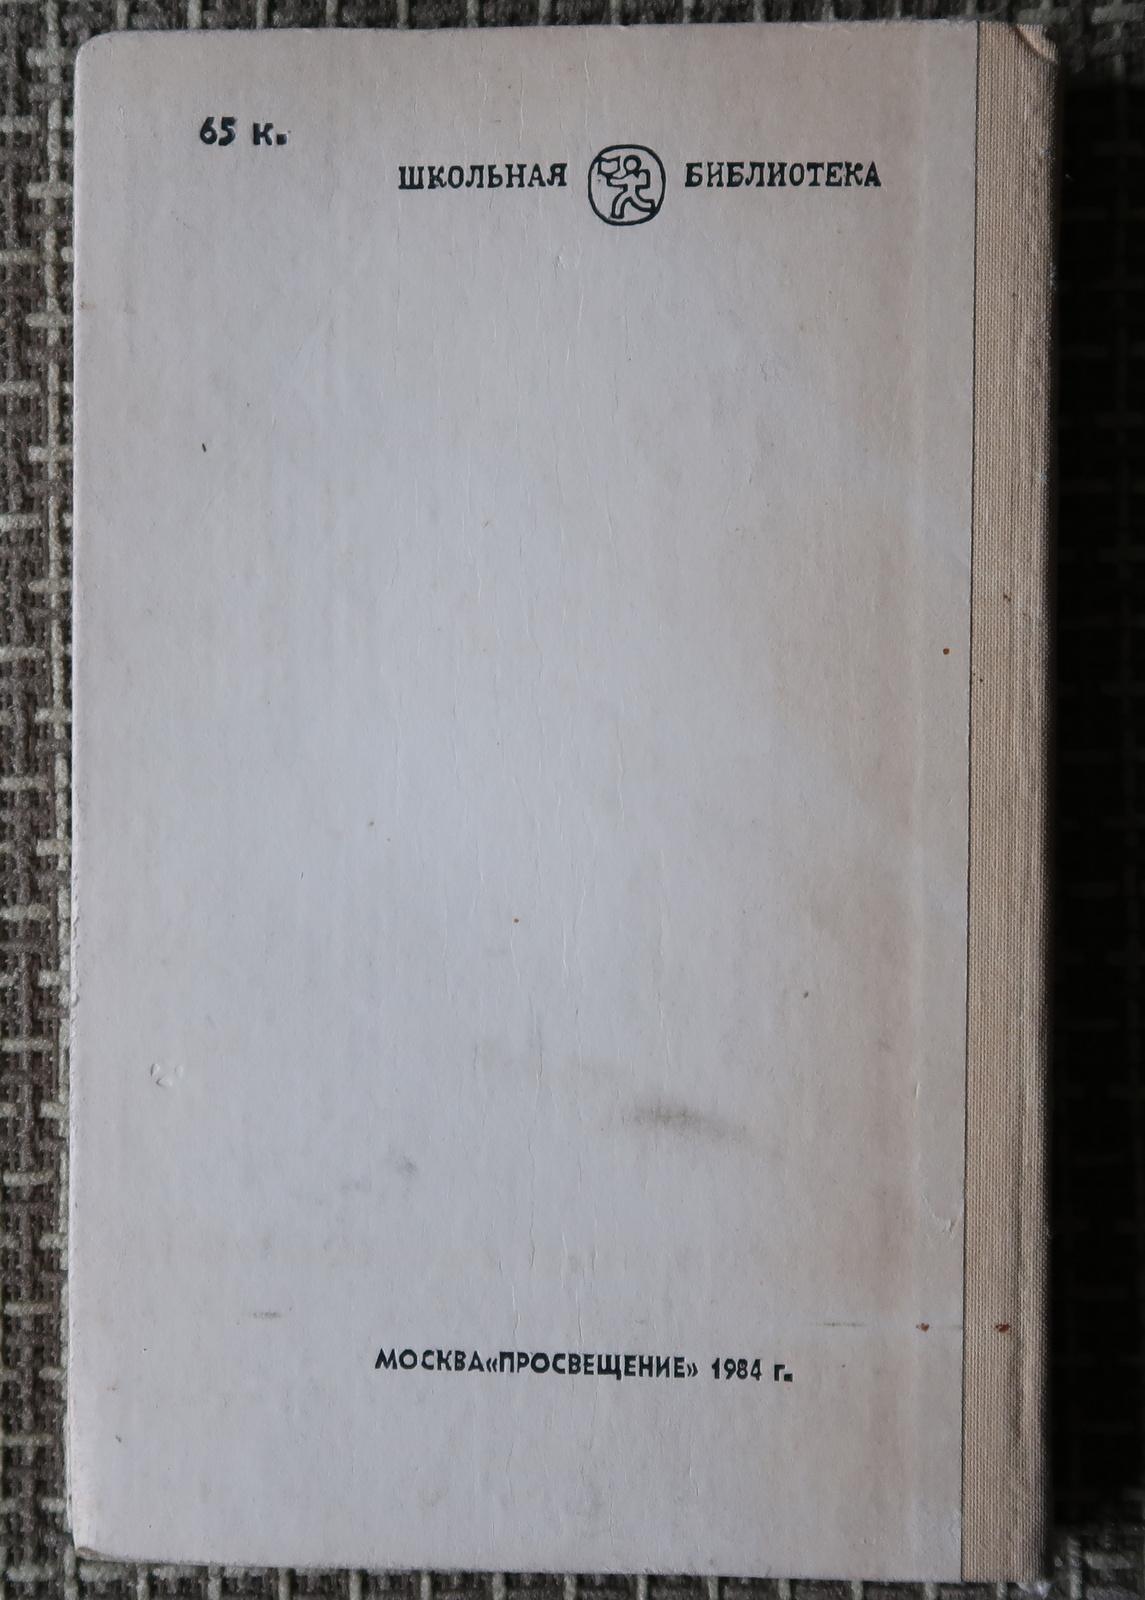 65 к.
ШКОЛЬНАЯ БИБЛИОТЕКА
МОСКВА«ПРОСВЕЩЕНИЕ» 1984 г.